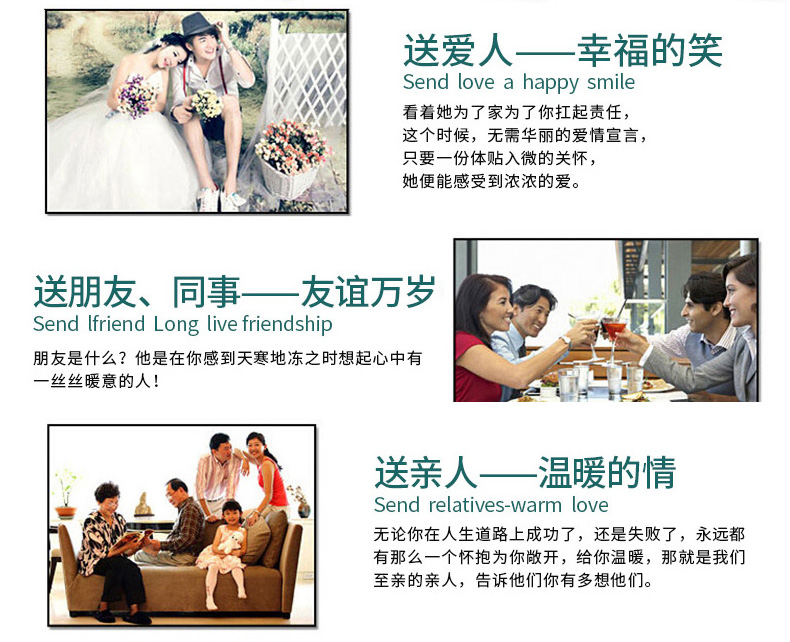 送爱人——幸福的笑
Send love a happy smile
看着她为了家为了你扛起责任，
这个时候，无需华丽的爱情宣言，
只要一份体贴入微的关怀，
她便能感受到浓浓的爱。
送朋友、同事——友谊万岁
Send lfriend Long live friendship
朋友是什么？他是在你感到天寒地冻之时想起心中有
一丝丝暖意的人！
送亲人——温暖的情
Send relatives-warm love
无论你在人生道路上成功了，还是失败了，永远都
有那么一个怀抱为你敞开，给你温暖，那就是我们
至亲的亲人，告诉他们你有多想他们。